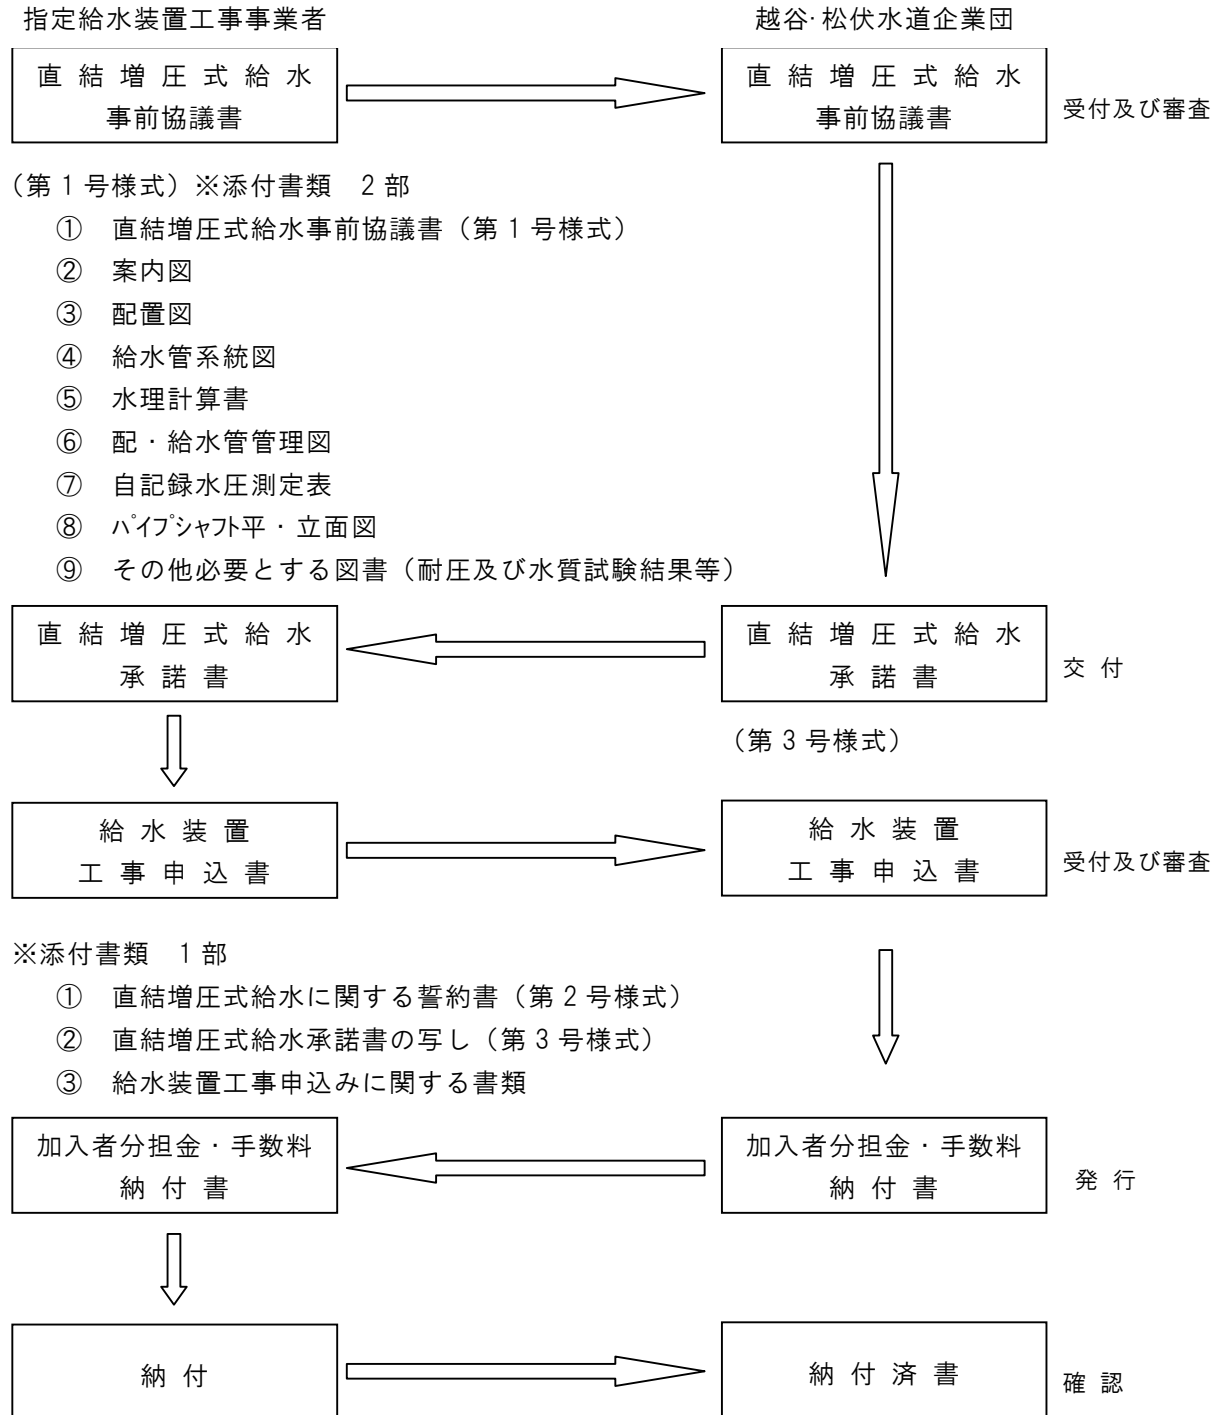 指定給水装置工事事業者
越谷･松伏水道企業団
直結増圧式給水
事前協議書
直結増圧式給水
事前協議書
受付及び審査
（第1号様式）※添付書類　2部
①　直結増圧式給水事前協議書（第1号様式）
②　案内図
③　配置図
④　給水管系統図
⑤　水理計算書
⑥　配・給水管管理図
⑦　自記録水圧測定表
⑧　ﾊﾟｲﾌﾟｼｬﾌﾄ平・立面図
⑨　その他必要とする図書（耐圧及び水質試験結果等）
直結増圧式給水
承諾書
直結増圧式給水
承諾書
交付
（第3号様式）
給水装置
工事申込書
給水装置
工事申込書
受付及び審査
※添付書類　1部
①　直結増圧式給水に関する誓約書（第2号様式）
②　直結増圧式給水承諾書の写し（第3号様式）
③　給水装置工事申込みに関する書類
加入者分担金・手数料
納付書
加入者分担金・手数料
納付書
発行
納付
納付済書
確認